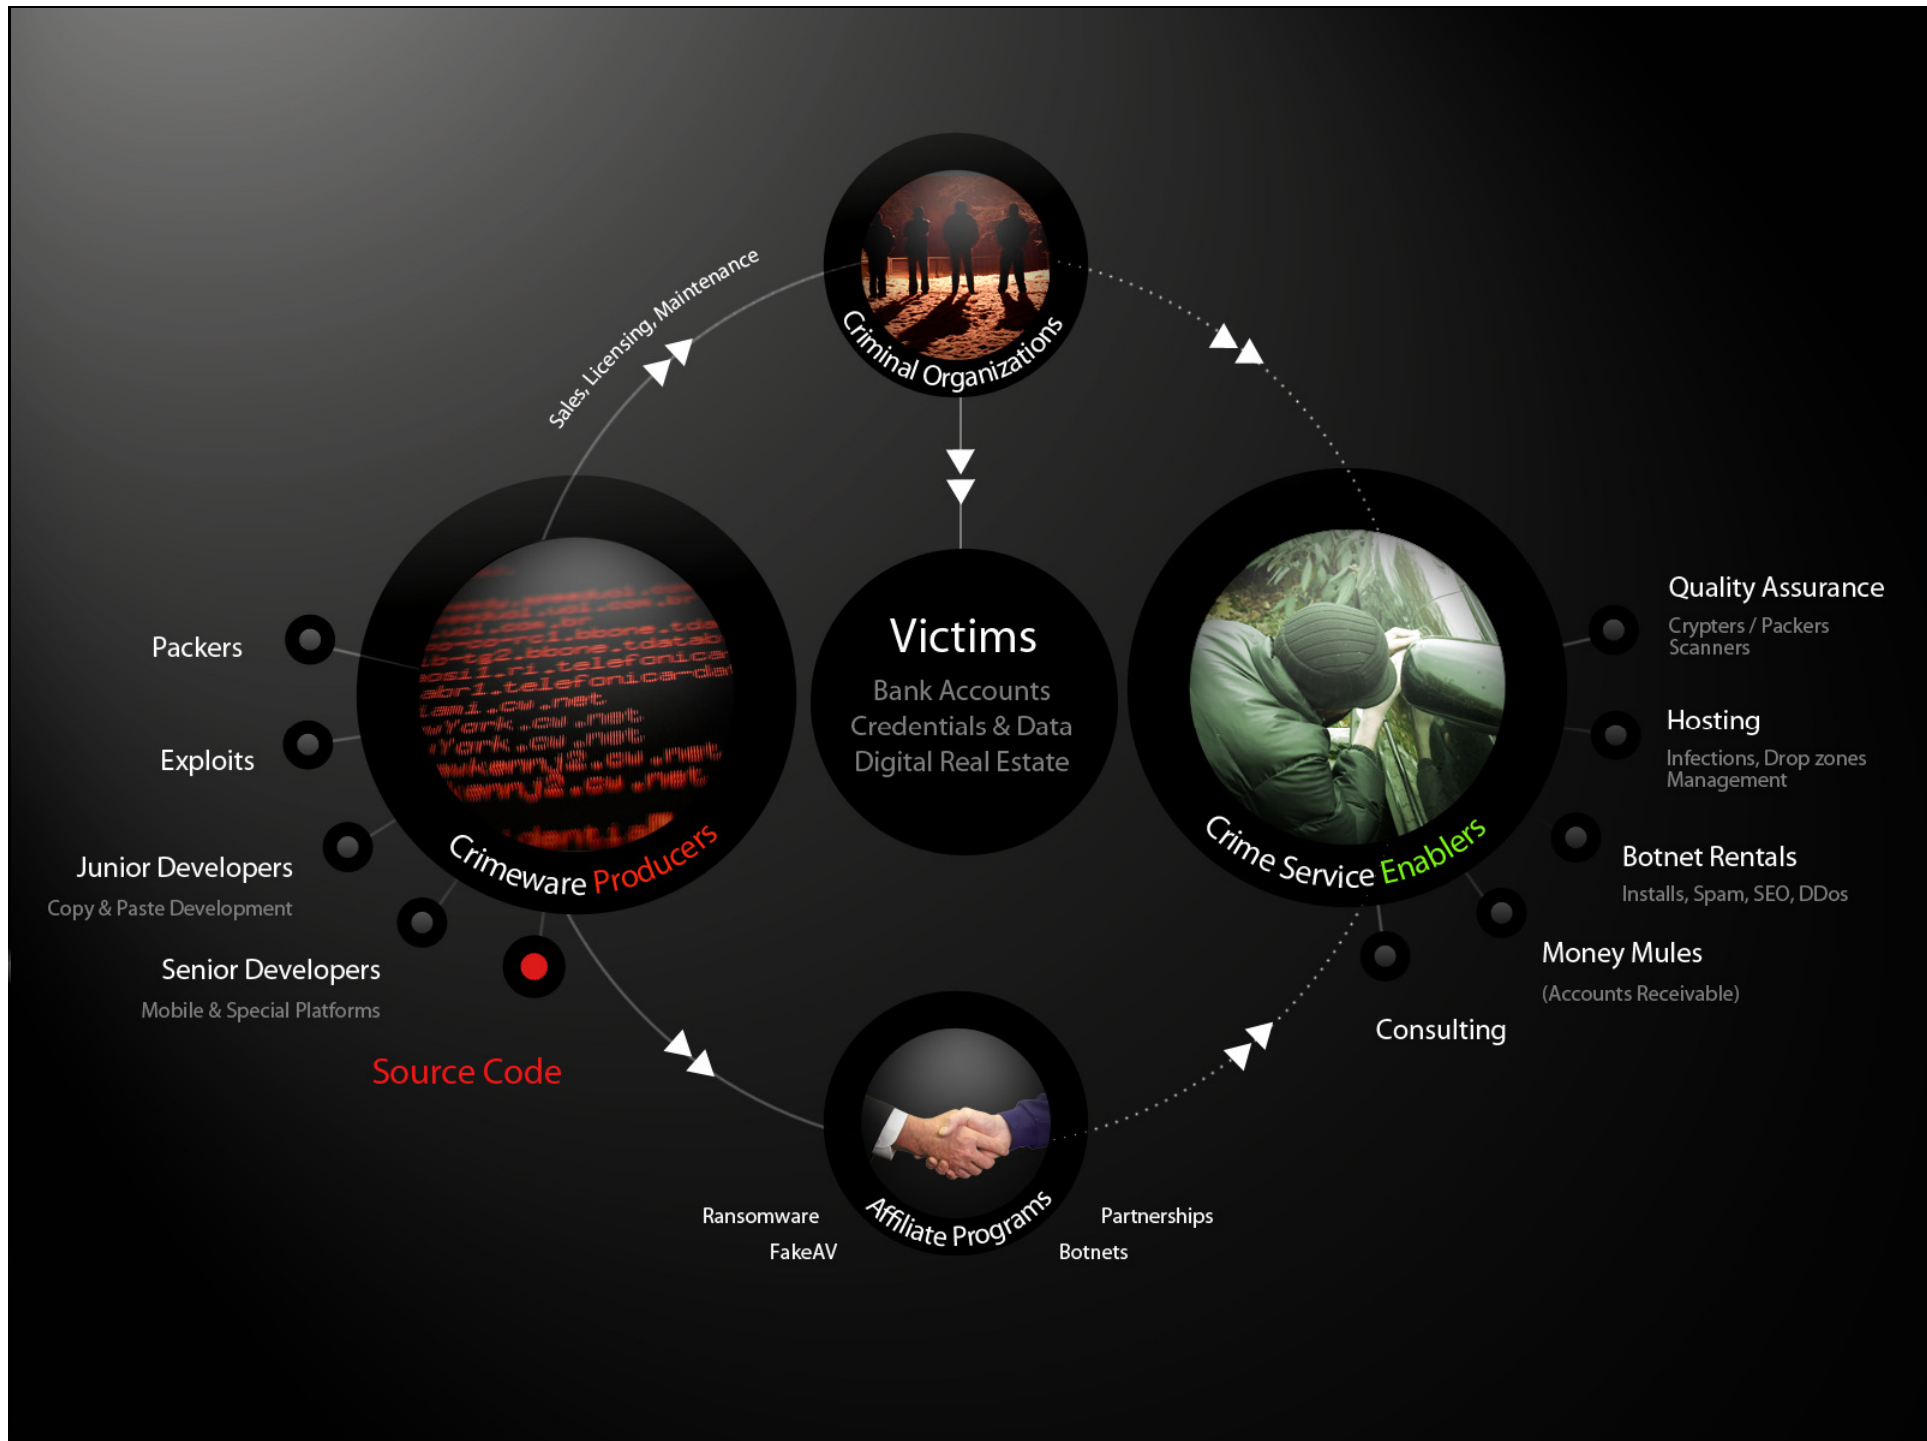 Criminal Organizations
Sales, Licensing, Maintenance
Victims
Bank Accounts
Credentials & Data
Digital Real Estate
Crimeware Producers
Packers
Exploits
Junior Developers
Copy & Paste Development
Senior Developers
Mobile & Special Platforms
Source Code
Crime Service Enablers
Quality Assurance
Crypters / Packers
Scanners
Hosting
Infections, Drop zones
Management
Botnet Rentals
Installs, Spam, SEO, DDos
Money Mules
(Accounts Receivable)
Consulting
Affiliate Programs
Ransomware
FakeAV
Partnerships
Botnets